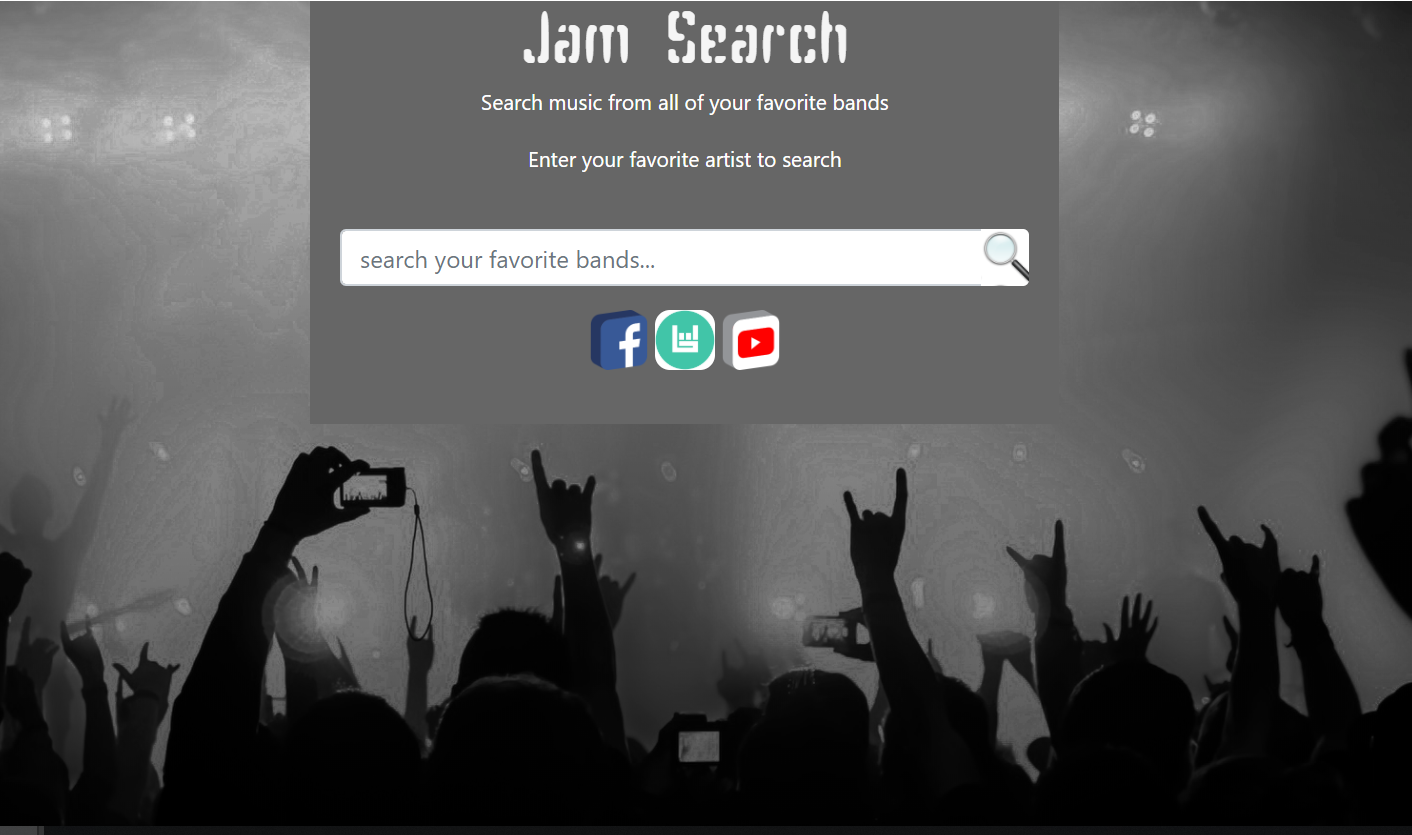 Jam Search
Search music from all of your favorite bands
Enter your favorite artist to search
search your favorite bands...
f